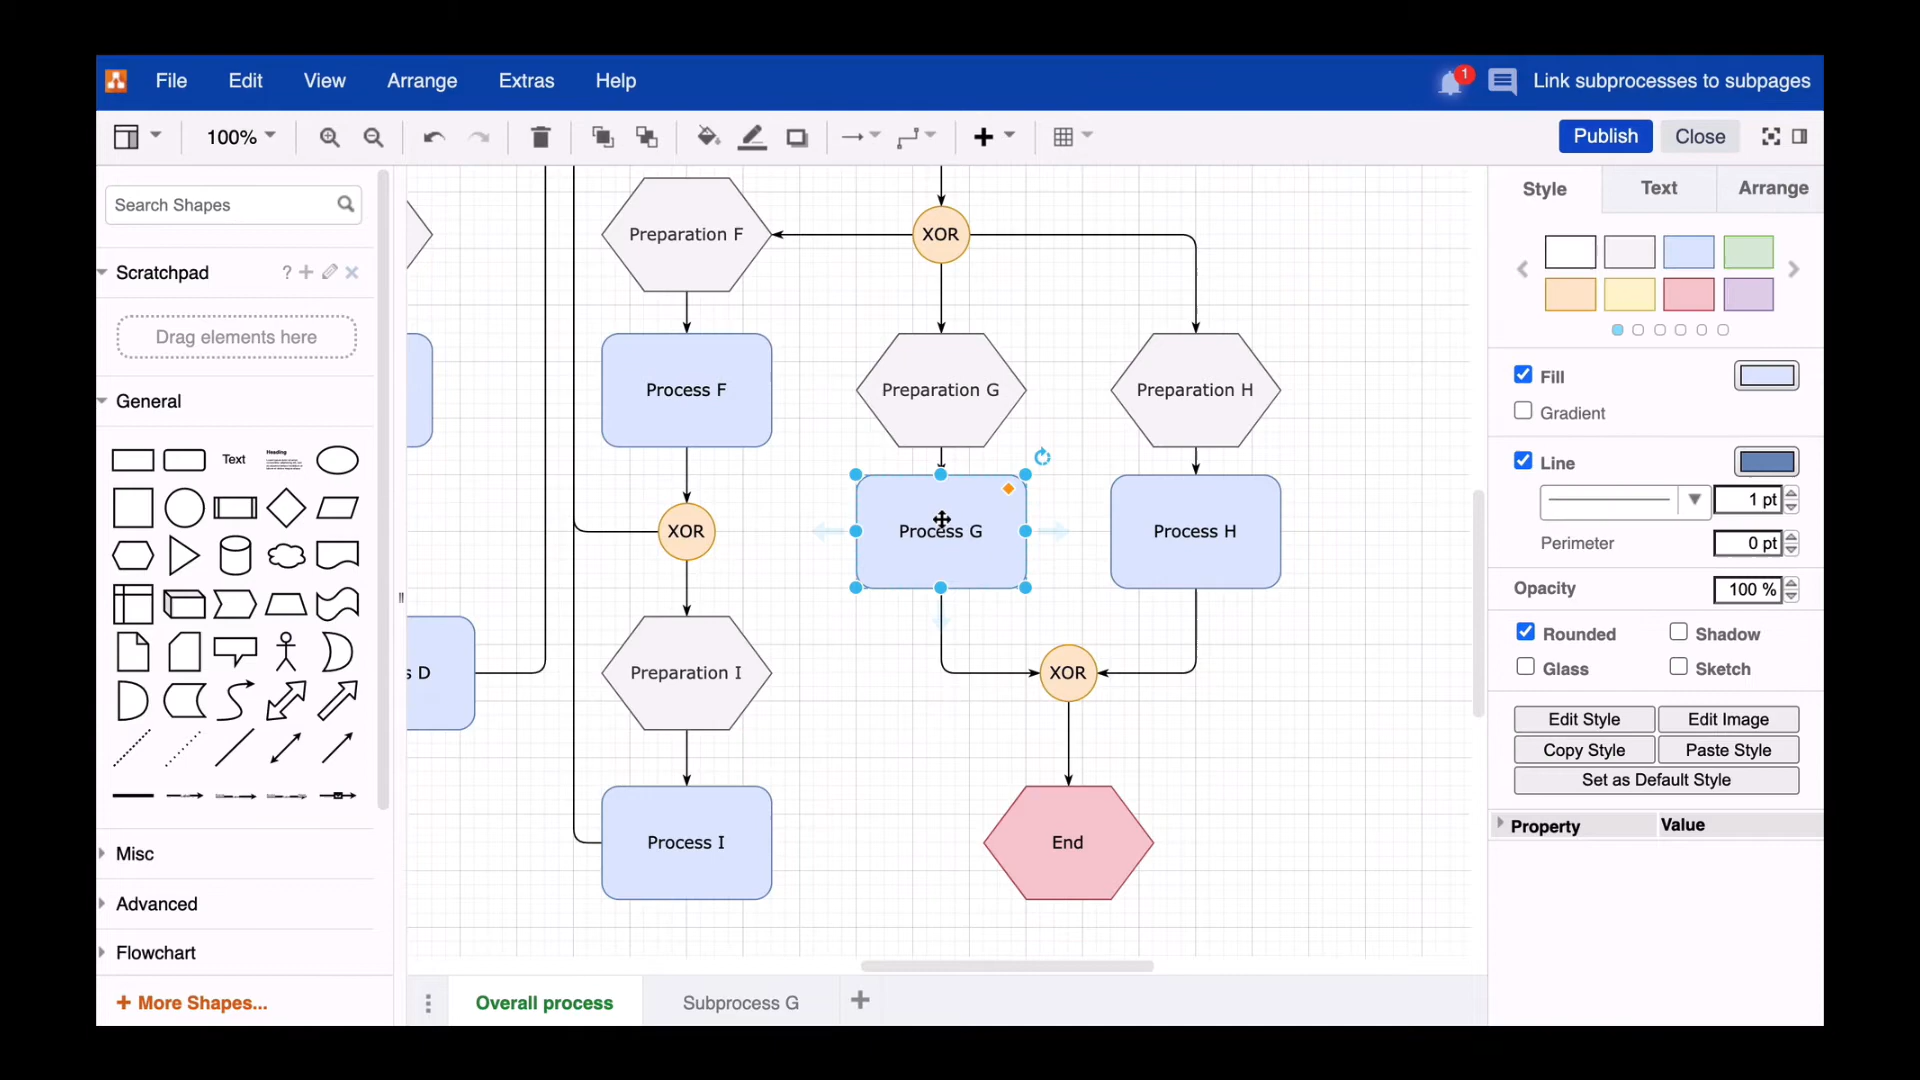 File Edit View Arrange Extras Help
1
Link subprocesses to subpages
100%
Publish
Close
Search Shapes
Scratchpad
?
Drag elements here
General
Text
Heading
Misc
Advanced
Flowchart
+ More Shapes...
Preparation F
XOR
Process F
Preparation G
Preparation H
XOR
Process G
Process H
s D
Preparation I
XOR
Process I
End
Overall process
Subprocess G
Style
Text
Arrange
Fill
Gradient
Line
1 pt
Perimeter
0 pt
Opacity
100 %
Rounded
Shadow
Glass
Sketch
Edit Style
Edit Image
Copy Style
Paste Style
Set as Default Style
Property
Value